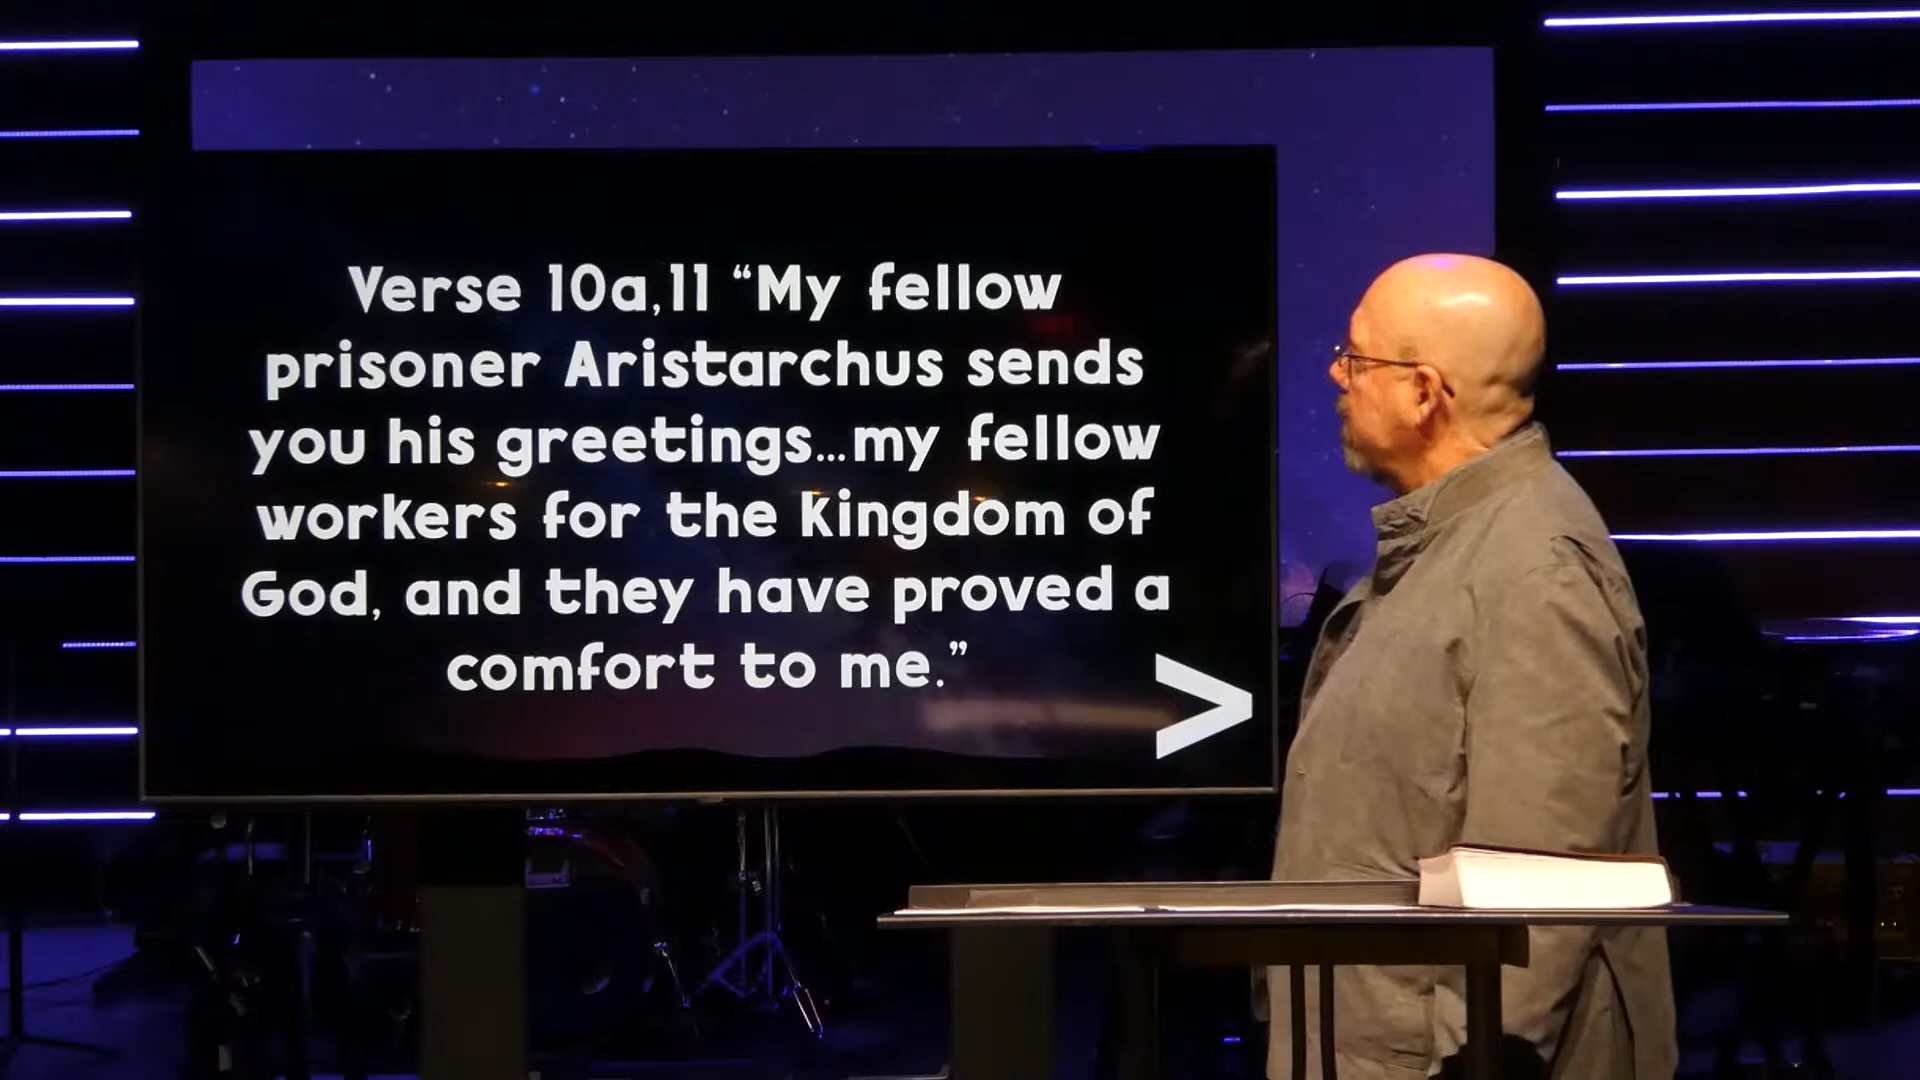 Verse 10a,11 “My fellow
prisoner Aristarchus sends
you his greetings...my fellow
workers for the kingdom of
God, and they have proved a
comfort to me.”
>